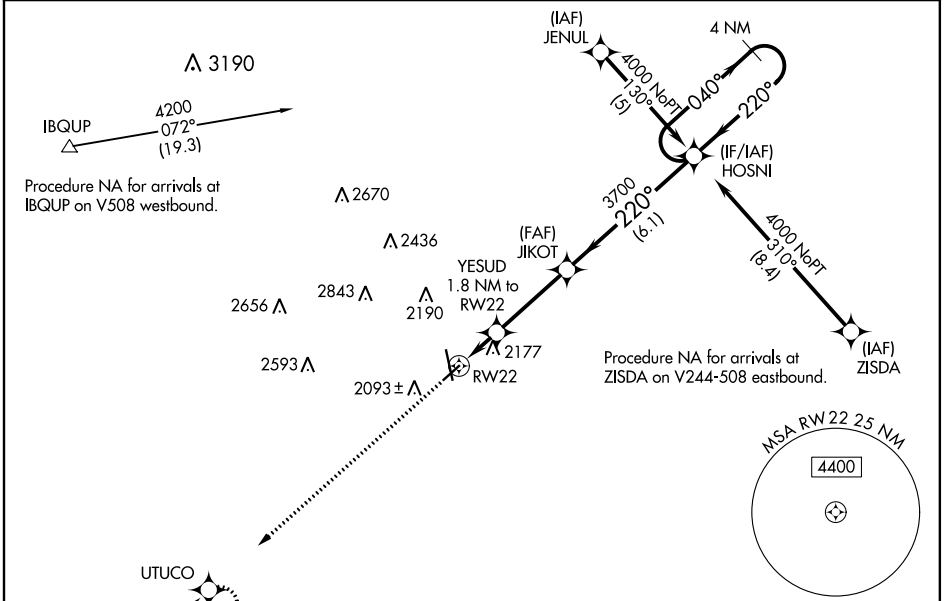 (IAF)
JENUL
4 NM
3190
4000 NoPT
130°
(5)
040°
220°
4200
072°
(19.3)
IBQUP
(IF/IAF)
HOSNI
Procedure NA for arrivals at
IBQUP on V508 westbound.
2670
3700
220°
(6.1)
4000 NoPT
310°
(8.4)
2436
(FAF)
JIKOT
YESUD
1.8 NM to
RW22
2656
2843
2190
2177
(IAF)
ZISDA
Procedure NA for arrivals at
ZISDA on V244-508 eastbound.
2593
RW22
2093±
MSA RW22 25 NM
4400
UTUCO